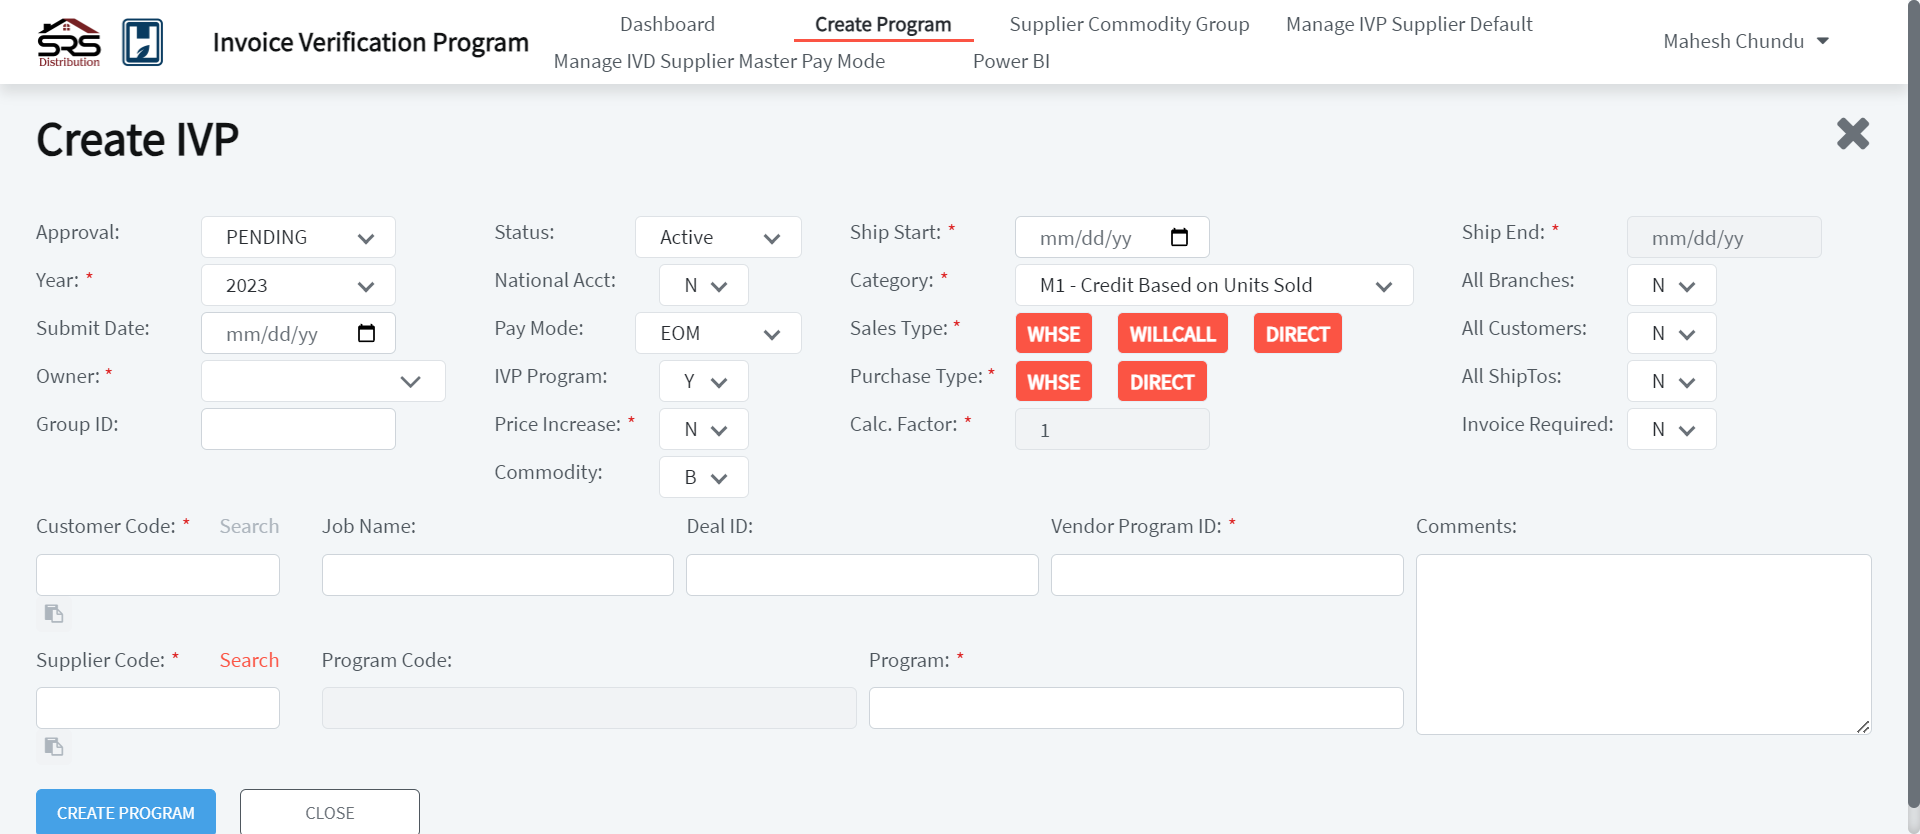 SRS Distribution
H
Invoice Verification Program
Dashboard Create Program Supplier Commodity Group Manage IVP Supplier Default
Manage IVD Supplier Master Pay Mode Power BI
Mahesh Chundu
Create IVP
Approval: PENDING Status: Active Ship Start: * mm/dd/yy Ship End: * mm/dd/yy
Year: * 2023 National Acct: N Category: * M1 - Credit Based on Units Sold All Branches: N
Submit Date: mm/dd/yy Pay Mode: EOM Sales Type: * WHSE WILLCALL DIRECT All Customers: N
Owner: * IVP Program: Y Purchase Type: * WHSE DIRECT All ShipTos: N
Group ID: Price Increase: * N Calc. Factor: * 1 Invoice Required: N
Commodity: B
Customer Code: * Search Job Name: Deal ID: Vendor Program ID: * Comments:
Supplier Code: * Search Program Code: Program: *
CREATE PROGRAM CLOSE